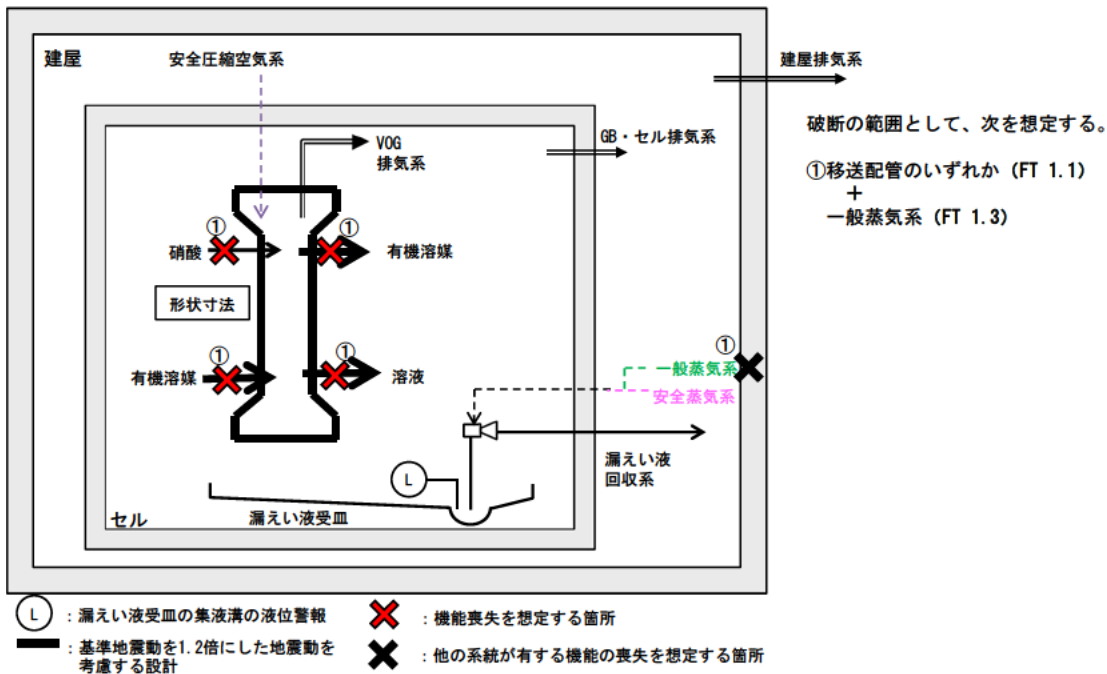 建屋
安全圧縮空気系
建屋排気系
VOG
排気系
GB・セル排気系
破断の範囲として、次を想定する。
①移送配管のいずれか (FT 1.1)
+
一般蒸気系 (FT 1.3)
①
①
硝酸
有機溶媒
形状寸法
①
①
有機溶媒
溶液
①
一般蒸気系
安全蒸気系
漏えい液
回収系
L
漏えい液受皿
セル
L
:漏えい液受皿の集液溝の液位警報
:機能喪失を想定する箇所
:基準地震動を1.2倍にした地震動を
考慮する設計
:他の系統が有する機能の喪失を想定する箇所